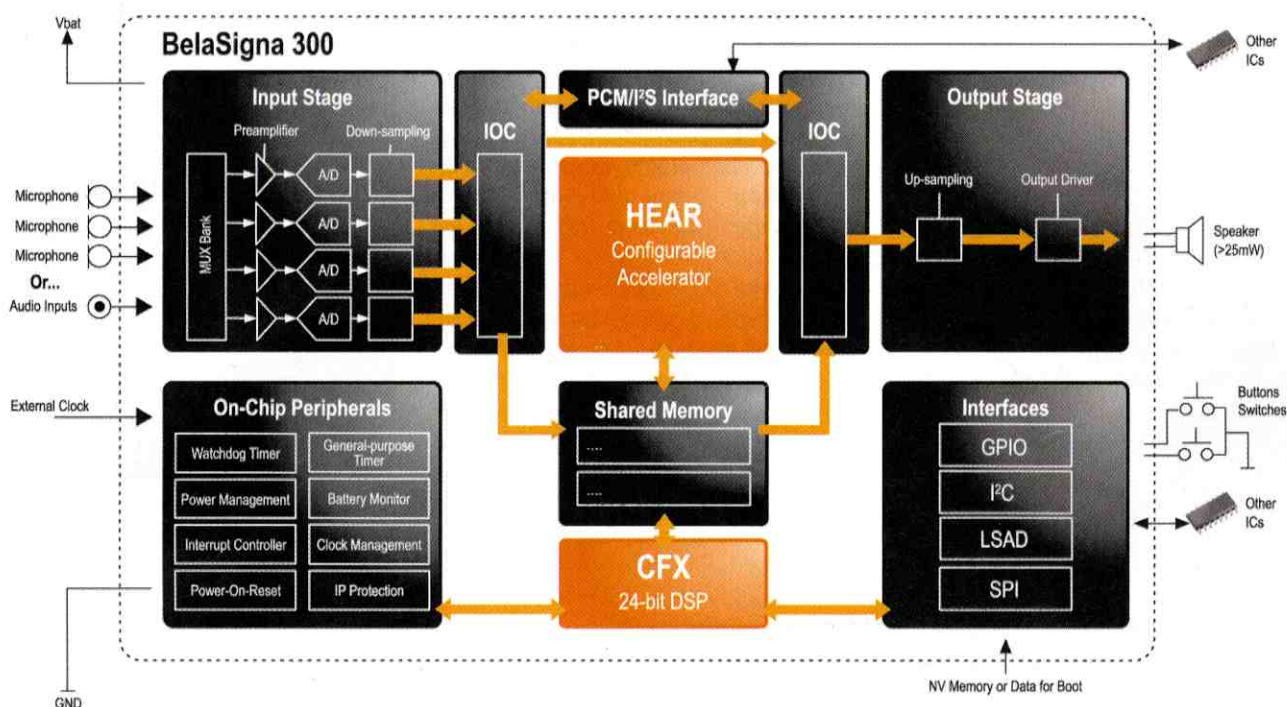 Vbat
BelaSigna 300
Other
ICs
Input Stage
Preamplifier
Down-sampling
MUX Bank
A/D
A/D
A/D
A/D
IOC
PCM/I²S Interface
IOC
Output Stage
Up-sampling
Output Driver
HEAR
Configurable
Accelerator
Microphone
Microphone
Microphone
Or...
Audio Inputs
Speaker
(>25mW)
External Clock
On-Chip Peripherals
Watchdog Timer
General-purpose
Timer
Power Management
Battery Monitor
Interrupt Controller
Clock Management
Power-On-Reset
IP Protection
Shared Memory
....
....
CFX
24-bit DSP
Interfaces
GPIO
I²C
LSAD
SPI
Buttons
Switches
Other
ICs
GND
NV Memory or Data for Boot